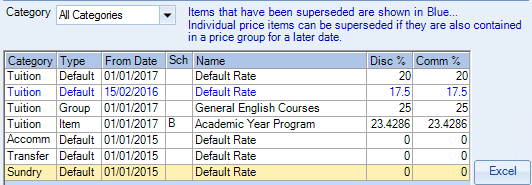 Category All Categories
Items that have been superseded are shown in Blue...
Individual price items can be superseded if they are also contained
in a price group for a later date.
Category Type From Date Sch Name Disc % Comm %
Tuition Default 01/01/2017 Default Rate 20 20
Tuition Default 15/02/2016 Default Rate 17.5 17.5
Tuition Group 01/01/2017 General English Courses 25 25
Tuition Item 01/01/2017 B Academic Year Program 23.4286 23.4286
Accomm Default 01/01/2015 Default Rate 0 0
Transfer Default 01/01/2015 Default Rate 0 0
Sundry Default 01/01/2015 Default Rate 0 0
Excel